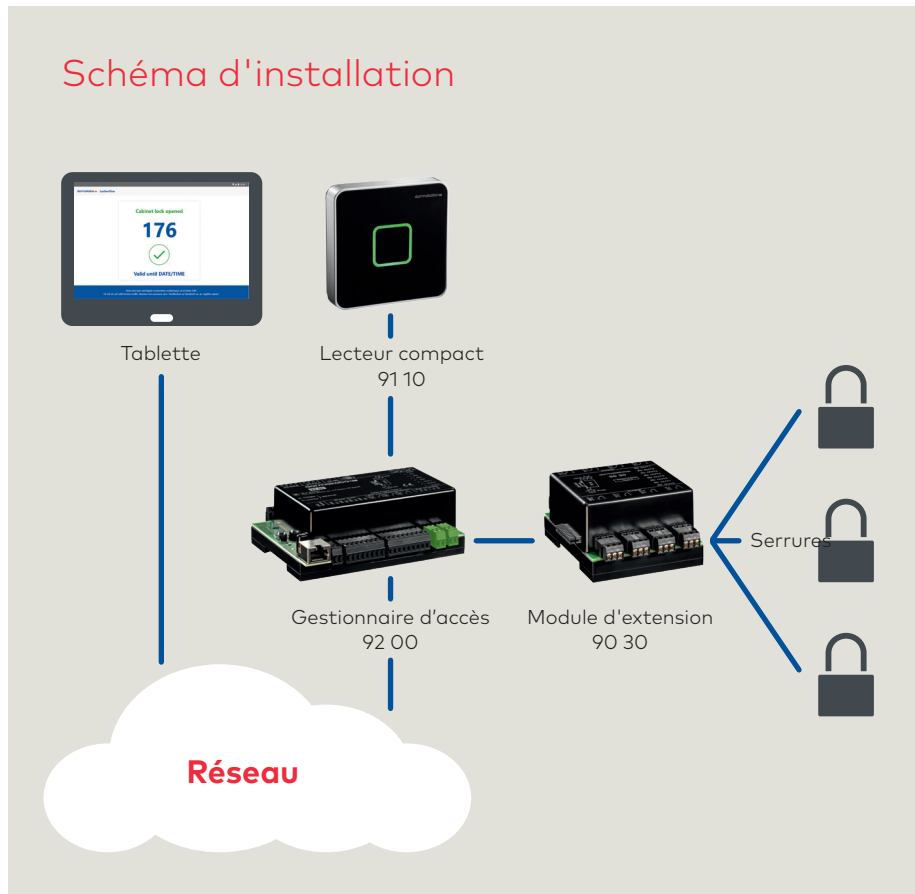 Schéma d'installation
Cabinet lock opened
176
Valid until DATE/TIME
Tablette
Lecteur compact
91 10
Serrures
Gestionnaire d'accès
92 00
Module d'extension
90 30
Réseau